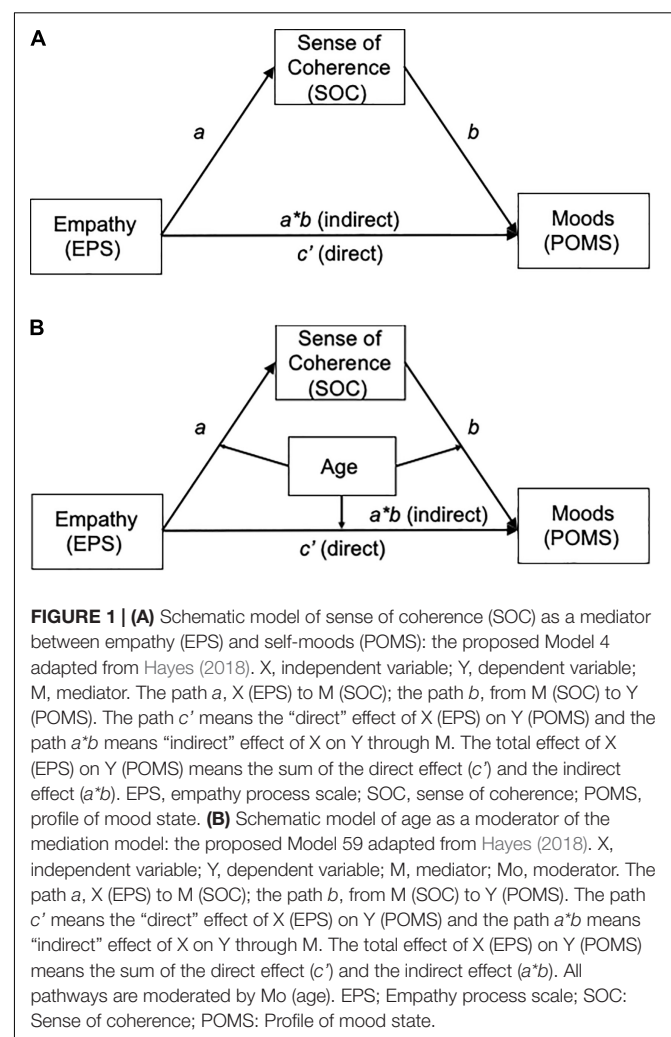 A
Sense of
Coherence
(SOC)
a
b
Empathy
(EPS)
a*b (indirect)
c' (direct)
Moods
(POMS)
B
Sense of
Coherence
(SOC)
a
b
Age
Empathy
(EPS)
a*b (indirect)
c' (direct)
Moods
(POMS)
FIGURE 1 | (A) Schematic model of sense of coherence (SOC) as a mediator
between empathy (EPS) and self-moods (POMS): the proposed Model 4
adapted from Hayes (2018). X, independent variable; Y, dependent variable;
M, mediator. The path a, X (EPS) to M (SOC); the path b, from M (SOC) to Y
(POMS). The path c' means the “direct” effect of X (EPS) on Y (POMS) and the
path a*b means “indirect” effect of X on Y through M. The total effect of X
(EPS) on Y (POMS) means the sum of the direct effect (c') and the indirect
effect (a*b). EPS, empathy process scale; SOC, sense of coherence; POMS,
profile of mood state. (B) Schematic model of age as a moderator of the
mediation model: the proposed Model 59 adapted from Hayes (2018). X,
independent variable; Y, dependent variable; M, mediator; Mo, moderator. The
path a, X (EPS) to M (SOC); the path b, from M (SOC) to Y (POMS). The path
c' means the “direct” effect of X (EPS) on Y (POMS) and the path a*b means
“indirect” effect of X on Y through M. The total effect of X (EPS) on Y (POMS)
means the sum of the direct effect (c') and the indirect effect (a*b). All
pathways are moderated by Mo (age). EPS; Empathy process scale; SOC:
Sense of coherence; POMS: Profile of mood state.